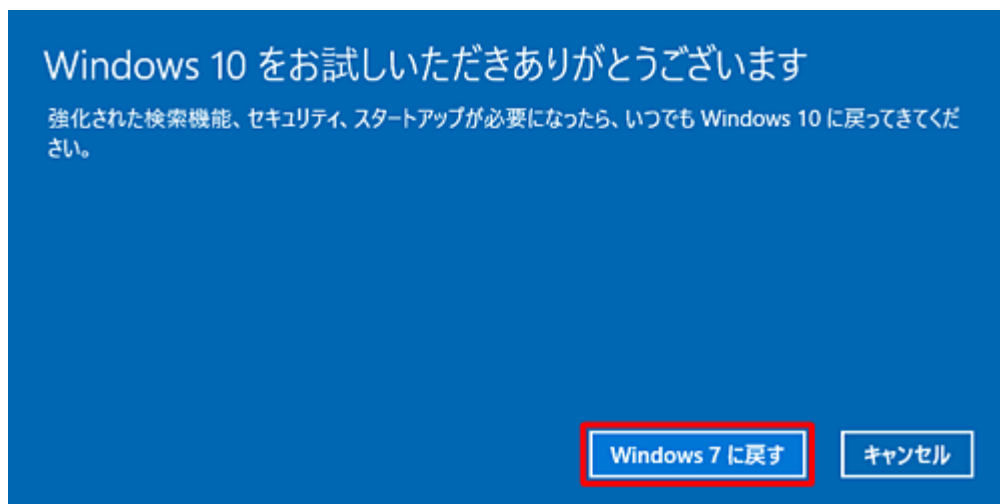 Windows 10 をお試しいただきありがとうございます
強化された検索機能、セキュリティ、スタートアップが必要になったら、いつでも Windows 10 に戻ってきてくだ
さい。
Windows 7 に戻す
キャンセル